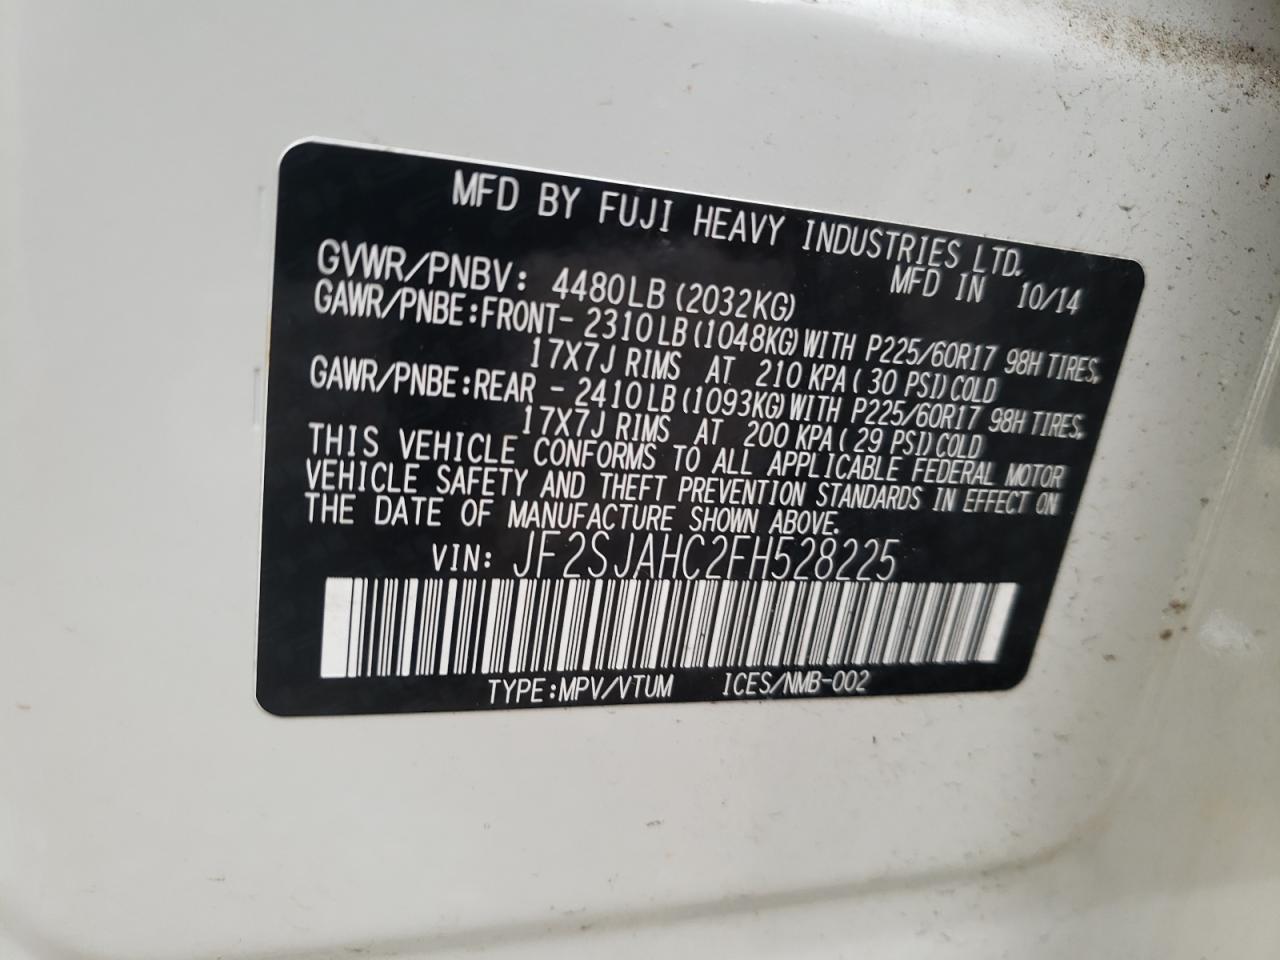 MFD BY FUJI HEAVY INDUSTRIES LTD.
MFD IN 10/14
GVWR/PNBV: 4480LB (2032KG)
GAWR/PNBE:FRONT- 2310LB (1048KG) WITH P225/60R17 98H TIRES,
17X7J RIMS AT 210 KPA( 30 PSI) COLD
GAWR/PNBE:REAR - 2410LB (1093KG) WITH P225/60R17 98H TIRES,
17X7J RIMS AT 200 KPA( 29 PSI) COLD
THIS VEHICLE CONFORMS TO ALL APPLICABLE FEDERAL MOTOR
VEHICLE SAFETY AND THEFT PREVENTION STANDARDS IN EFFECT ON
THE DATE OF MANUFACTURE SHOWN ABOVE.
VIN: JF2SJAHC2FH528225
TYPE:MPV/VTUM ICES/NMB-002